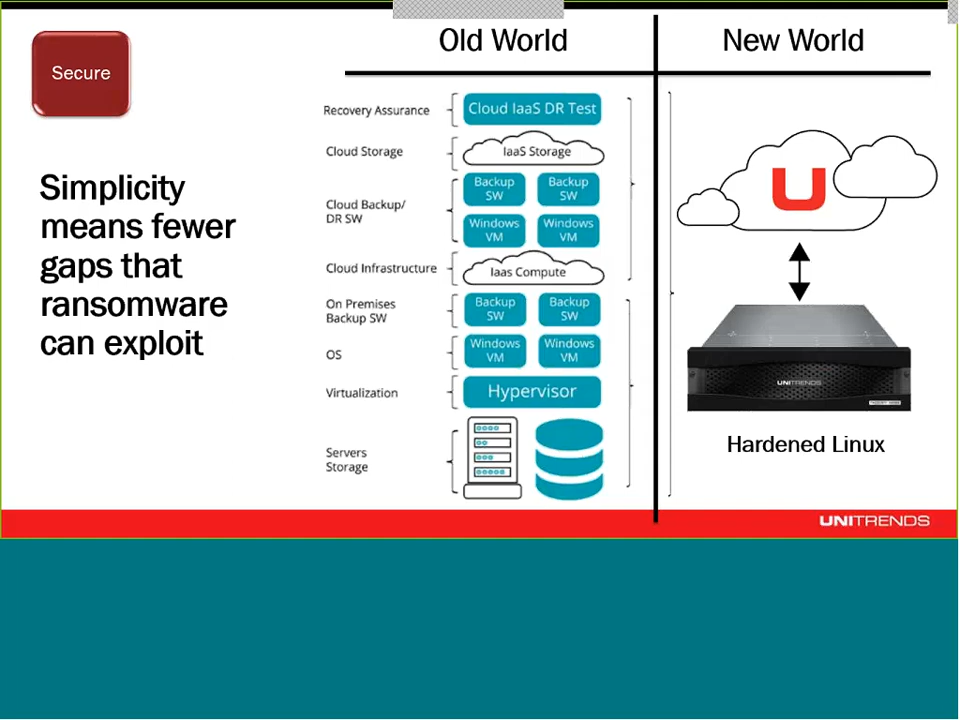 Secure
Simplicity
means fewer
gaps that
ransomware
can exploit
Old World
New World
Recovery Assurance
Cloud IaaS DR Test
Cloud Storage
IaaS Storage
Cloud Backup/
DR SW
Backup
SW
Backup
SW
Windows
VM
Windows
VM
Cloud Infrastructure
Iaas Compute
On Premises
Backup SW
Backup
SW
Backup
SW
OS
Windows
VM
Windows
VM
Virtualization
Hypervisor
Servers
Storage
U
UNITRENDS
Hardened Linux
UNITRENDS